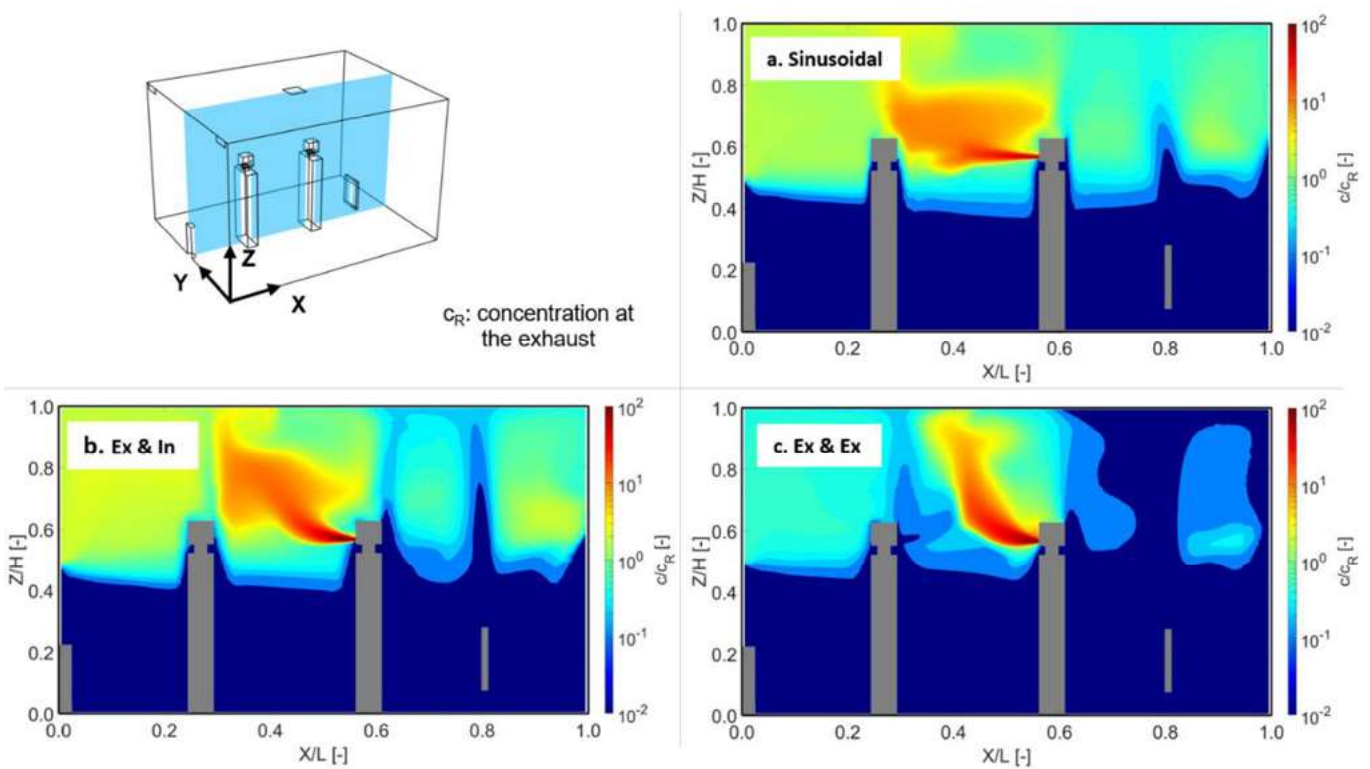 Z
Y
X
cR: concentration at
the exhaust
a. Sinusoidal
1.0
0.8
0.6
0.4
0.2
0.0
Z/H [-]
0.0 0.2 0.4 0.6 0.8 1.0
X/L [-]
10^2
10^1
10^0
10^-1
10^-2
c/cR [-]
b. Ex & In
1.0
0.8
0.6
0.4
0.2
0.0
Z/H [-]
0.0 0.2 0.4 0.6 0.8 1.0
X/L [-]
10^2
10^1
10^0
10^-1
10^-2
c/cR [-]
c. Ex & Ex
1.0
0.8
0.6
0.4
0.2
0.0
Z/H [-]
0.0 0.2 0.4 0.6 0.8 1.0
X/L [-]
10^2
10^1
10^0
10^-1
10^-2
c/cR [-]